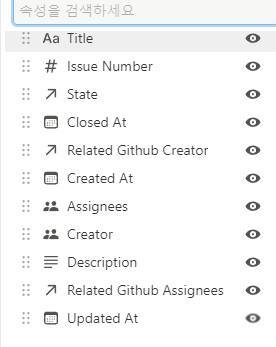 속성을 검색하세요
Aa Title
# Issue Number
State
Closed At
Related Github Creator
Created At
Assignees
Creator
Description
Related Github Assignees
Updated At